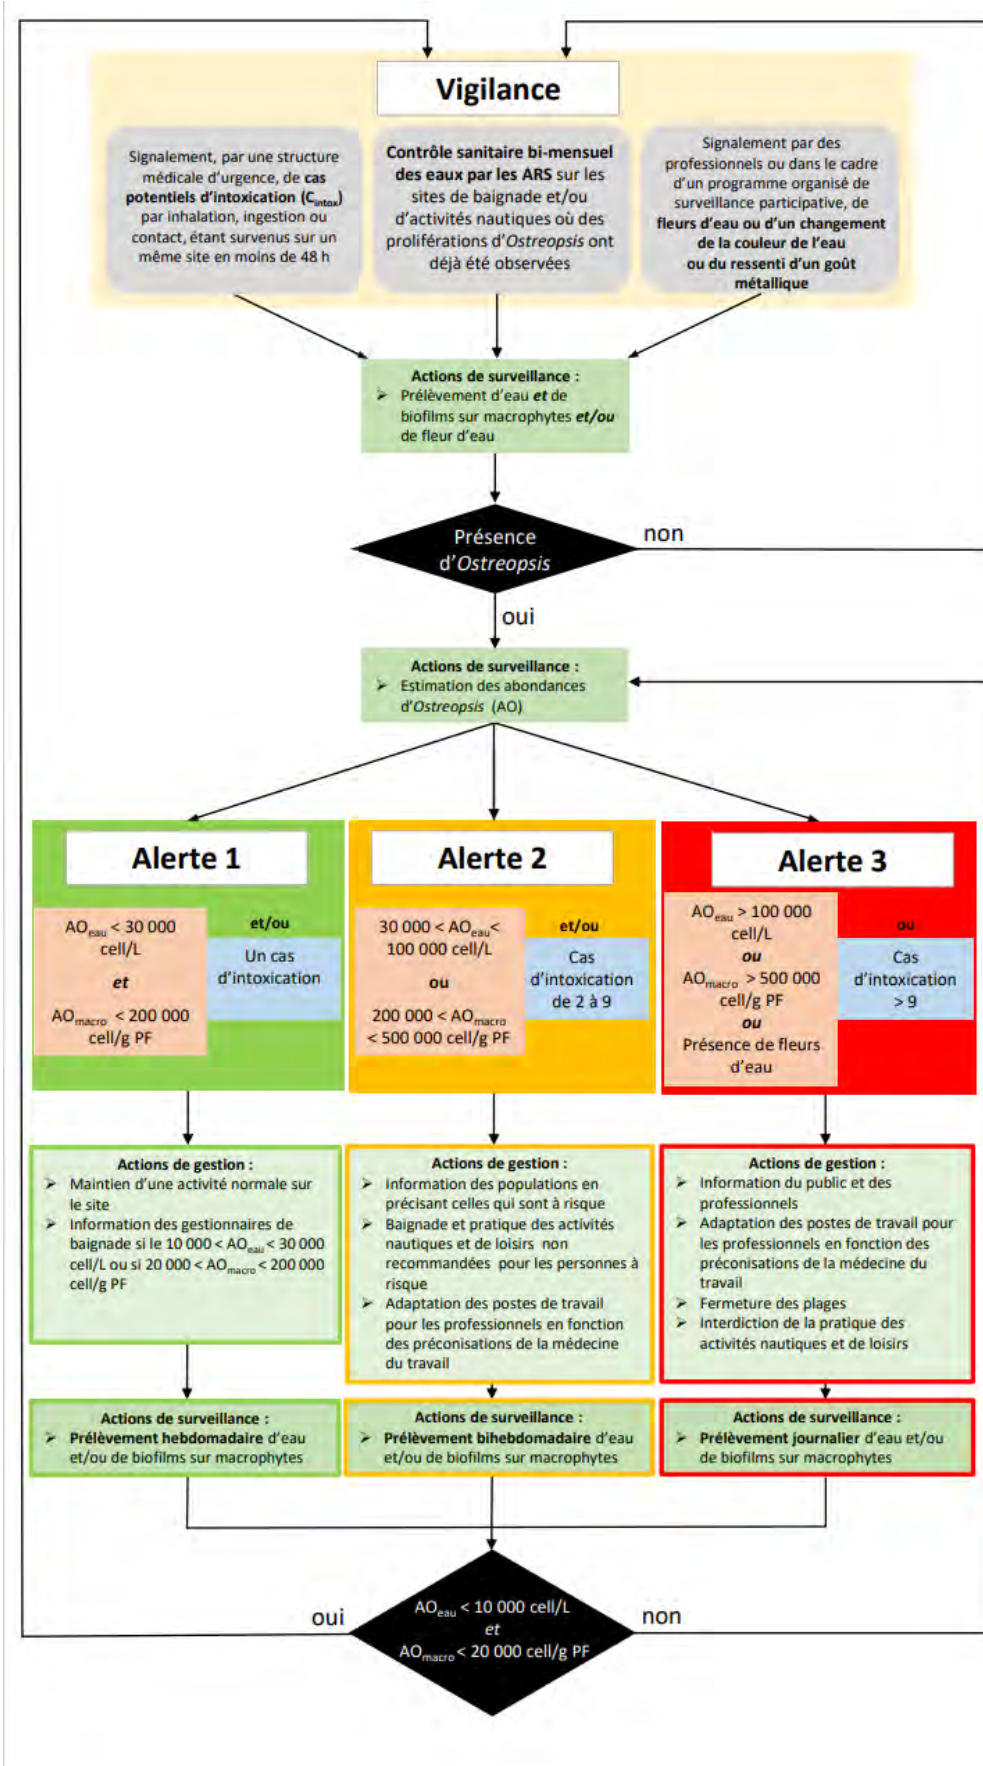 Vigilance
Signalement, par une structure
médicale d'urgence, de cas
potentiels d'intoxication (Cintox)
par inhalation, ingestion ou
contact, étant survenus sur un
même site en moins de 48 h
Contrôle sanitaire bi-mensuel
des eaux par les ARS sur les
sites de baignade et/ou
d'activités nautiques où des
proliférations d'Ostreopsis ont
déjà été observées
Signalement par des
professionnels ou dans le cadre
d'un programme organisé de
surveillance participative, de
fleurs d'eau ou d'un changement
de la couleur de l'eau
ou du ressenti d'un goût
métallique
Actions de surveillance :
➢ Prélèvement d'eau et de
biofilms sur macrophytes et/ou
de fleur d'eau
Présence
d'Ostreopsis
non
oui
Actions de surveillance :
➢ Estimation des abondances
d'Ostreopsis (AO)
Alerte 1
AOeau < 30 000
cell/L
et
AOmacro < 200 000
cell/g PF
et/ou
Un cas
d'intoxication
Alerte 2
30 000 < AOeau<
100 000 cell/L
ou
200 000 < AOmacro
< 500 000 cell/g PF
et/ou
Cas
d'intoxication
de 2 à 9
Alerte 3
AOeau > 100 000
cell/L
ou
AOmacro > 500 000
cell/g PF
ou
Présence de fleurs
d'eau
ou
Cas
d'intoxication
> 9
Actions de gestion :
➢ Maintien d'une activité normale sur
le site
➢ Information des gestionnaires de
baignade si le 10 000 < AOeau < 30 000
cell/L ou si 20 000 < AOmacro < 200 000
cell/g PF
Actions de gestion :
➢ Information des populations en
précisant celles qui sont à risque
➢ Baignade et pratique des activités
nautiques et de loisirs non
recommandées pour les personnes à
risque
➢ Adaptation des postes de travail
pour les professionnels en fonction
des préconisations de la médecine
du travail
Actions de gestion :
➢ Information du public et des
professionnels
➢ Adaptation des postes de travail pour
les professionnels en fonction des
préconisations de la médecine du
travail
➢ Fermeture des plages
➢ Interdiction de la pratique des
activités nautiques et de loisirs
Actions de surveillance :
➢ Prélèvement hebdomadaire d'eau
et/ou de biofilms sur macrophytes
Actions de surveillance :
➢ Prélèvement bihebdomadaire d'eau
et/ou de biofilms sur macrophytes
Actions de surveillance :
➢ Prélèvement journalier d'eau et/ou
de biofilms sur macrophytes
oui
AOeau < 10 000 cell/L
et
AOmacro < 20 000 cell/g PF
non